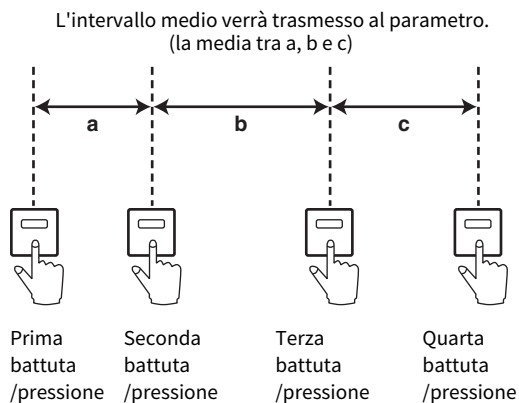 L'intervallo medio verrà trasmesso al parametro.
(la media tra a, b e c)
a
b
c
Prima
battuta
/pressione
Seconda
battuta
/pressione
Terza
battuta
/pressione
Quarta
battuta
/pressione